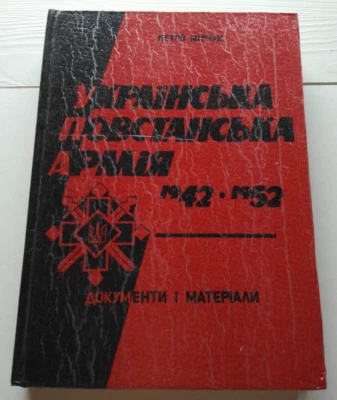 ПЕТРО МІРЧУК
УКРАЇНСЬКА
ПОВСТАНСЬКА
АРМІЯ
1942 • 1952
ДОКУМЕНТИ І МАТЕРІАЛИ